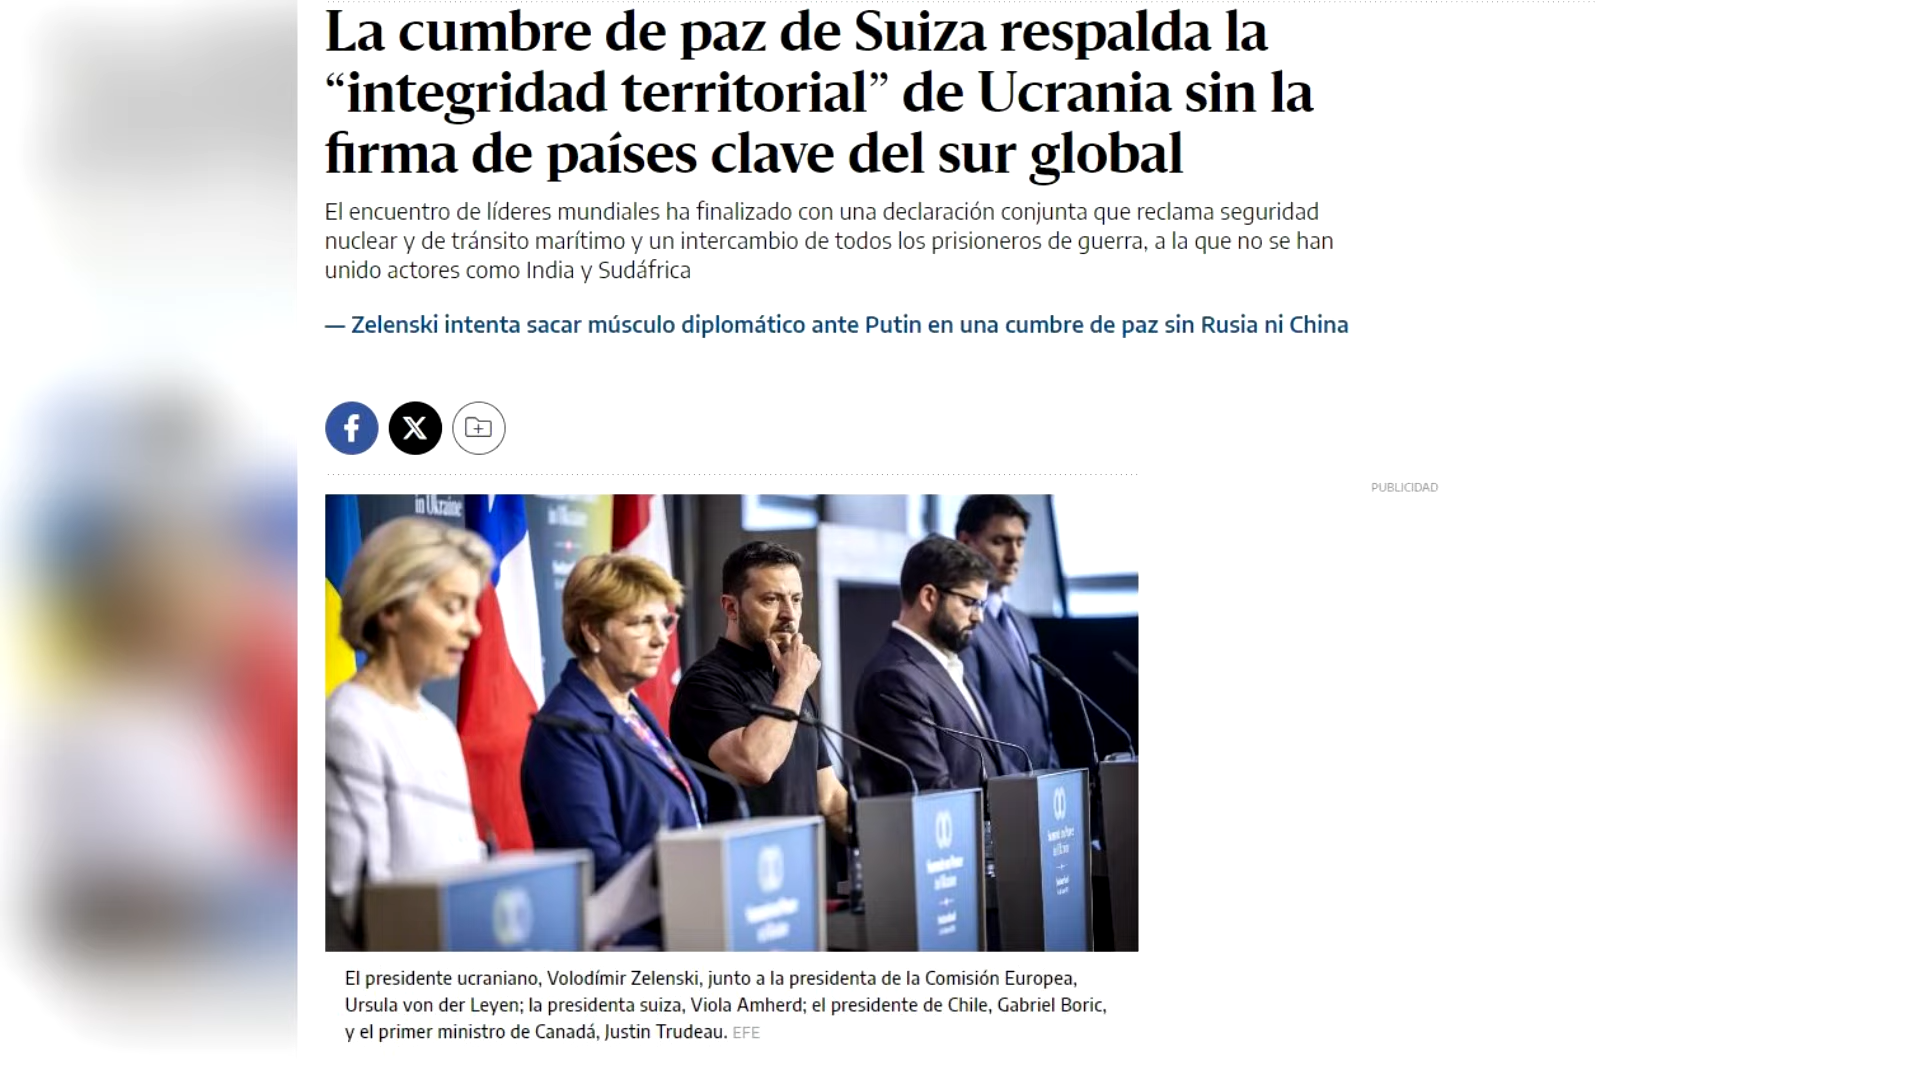 La cumbre de paz de Suiza respalda la
“integridad territorial” de Ucrania sin la
firma de países clave del sur global
El encuentro de líderes mundiales ha finalizado con una declaración conjunta que reclama seguridad
nuclear y de tránsito marítimo y un intercambio de todos los prisioneros de guerra, a la que no se han
unido actores como India y Sudáfrica
— Zelenski intenta sacar músculo diplomático ante Putin en una cumbre de paz sin Rusia ni China
PUBLICIDAD
in Ukraine
El presidente ucraniano, Volodímir Zelenski, junto a la presidenta de la Comisión Europea,
Ursula von der Leyen; la presidenta suiza, Viola Amherd; el presidente de Chile, Gabriel Boric,
y el primer ministro de Canadá, Justin Trudeau. EFE